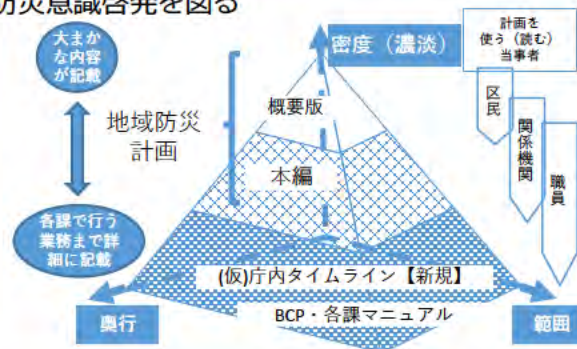 防災意識啓発を図る
大まか
な内容
が記載
密度（濃淡）
計画を
使う（読む）
当事者
概要版
区民
関係機関
職員
地域防災
計画
本編
各課で行う
業務まで詳
細に記載
(仮)庁内タイムライン【新規】
BCP・各課マニュアル
奥行
範囲